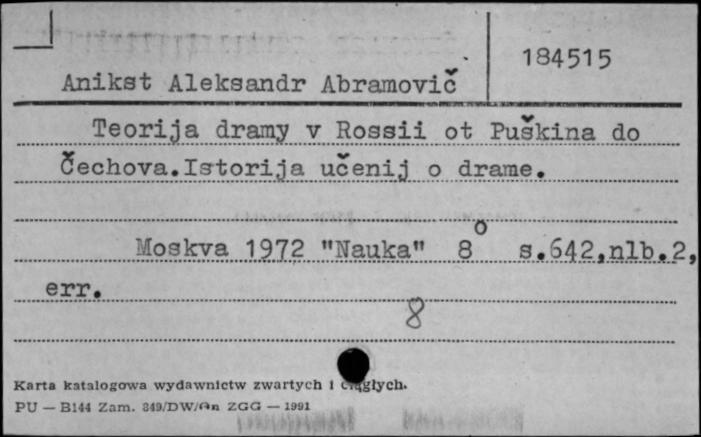 184515
Anikst Aleksandr Abramovič
Teorija dramy v Rossii ot Puškina do
Čechova.Istorija učenij o drame.
Moskva 1972 "Nauka" 8° s.642,nlb.2,
err.
8
Karta katalogowa wydawnictw zwartych i ciągłych.
PU — B144 Zam. 349/DW/On ZGG — 1991